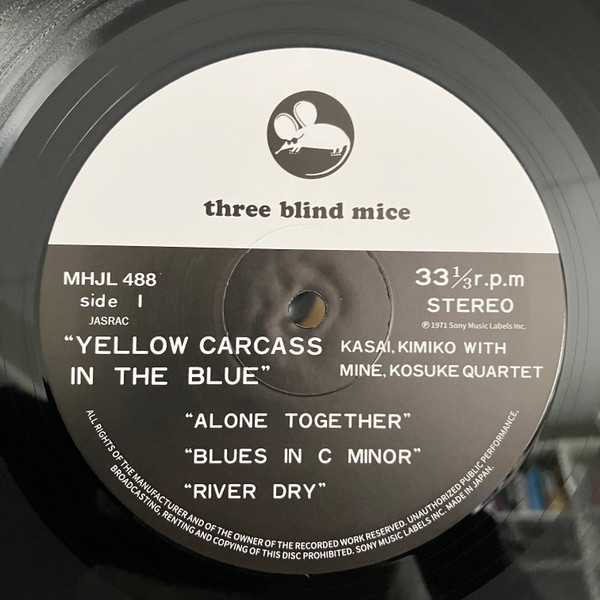 three blind mice
MHJL 488
side 1
JASRAC
33 1/3 r.p.m
STEREO
℗ 1971 Sony Music Labels Inc.
“YELLOW CARCASS
IN THE BLUE”
KASAI, KIMIKO WITH
MINE, KOSUKE QUARTET
“ALONE TOGETHER”
“BLUES IN C MINOR”
“RIVER DRY”
ALL RIGHTS OF THE MANUFACTURER AND OF THE OWNER OF THE RECORDED WORK RESERVED. UNAUTHORIZED PUBLIC PERFORMANCE,
BROADCASTING, RENTING AND COPYING OF THIS DISC PROHIBITED. SONY MUSIC LABELS INC. MADE IN JAPAN.